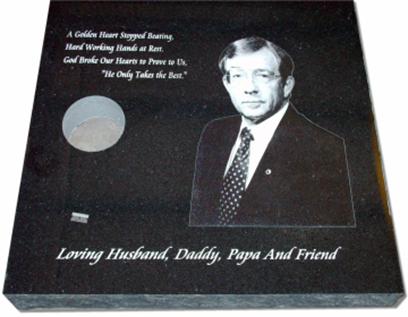 A Golden Heart Stopped Beating,
Hard Working Hands at Rest.
God Broke Our Hearts to Prove to Us,
"He Only Takes the Best."
Loving Husband, Daddy, Papa And Friend